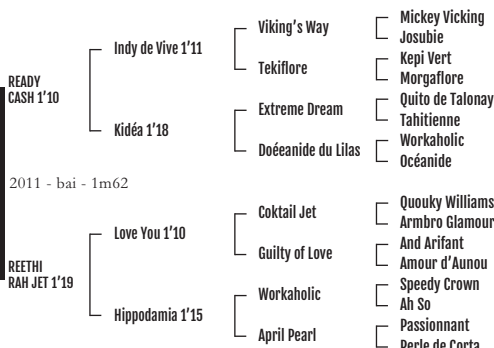 Mickey Vicking
Viking's Way
Josubie
Indy de Vive 1'11
Kepi Vert
Tekiflore
Morgaflore
READY
CASH 1'10
Quito de Talonay
Extreme Dream
Tahitienne
Kidéa 1'18
Workaholic
Doéeanide du Lilas
Océanide
2011 - bai - 1m62
Quouky Williams
Coktail Jet
Armbro Glamour
Love You 1'10
And Arifant
Guilty of Love
Amour d'Aunou
REETHI
RAH JET 1'19
Speedy Crown
Workaholic
Ah So
Hippodamia 1'15
Passionnant
April Pearl
Perle de Corta